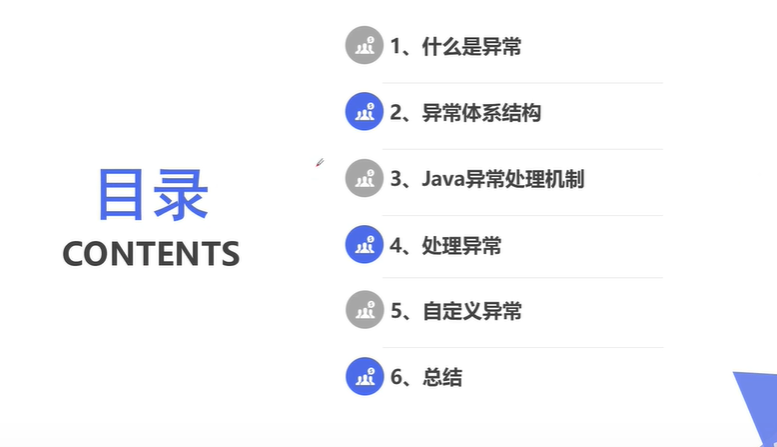 目录
CONTENTS
1、什么是异常
2、异常体系结构
3、Java异常处理机制
4、处理异常
5、自定义异常
6、总结